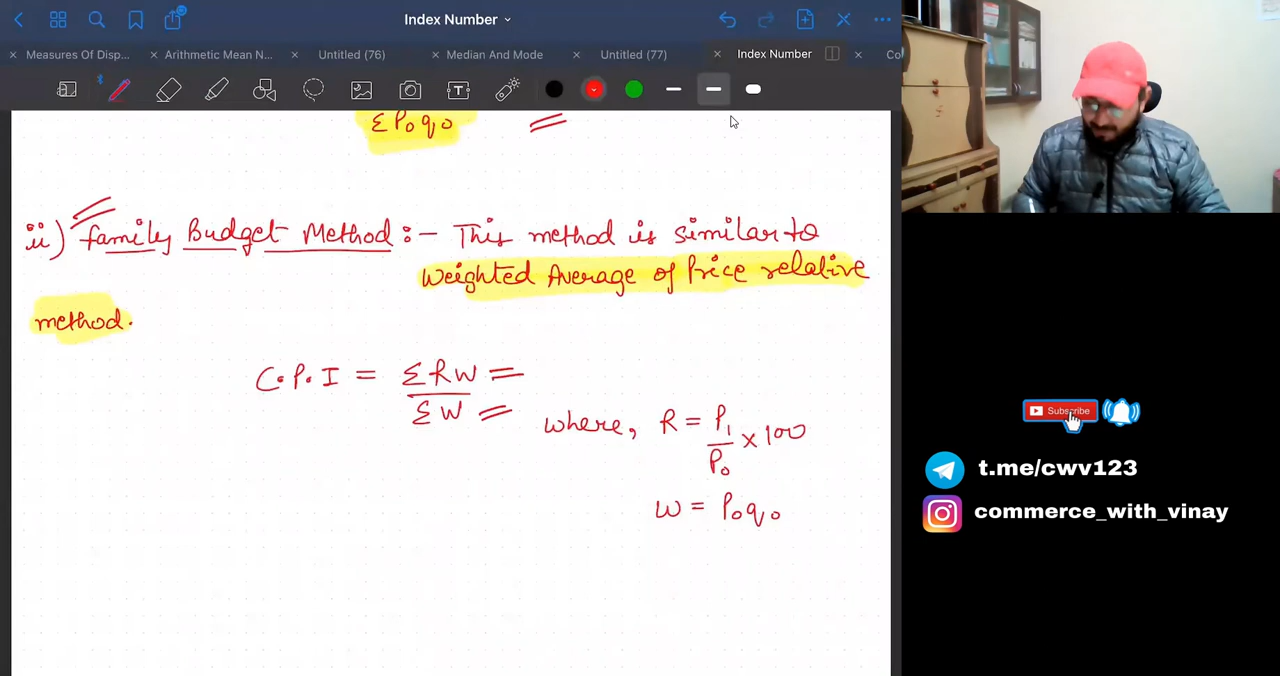 Index Number
Measures Of Disp...
Arithmetic Mean N...
Untitled (76)
Median And Mode
Untitled (77)
Index Number
Co
Σ P₀q₀
ii) Family Budget Method :- This method is similar to
Weighted Average of Price relative
method.
C.P.I = ΣRW
ΣW
where, R = P₁
P₀ × 100
W = P₀q₀
Subscribe
t.me/cwv123
commerce_with_vinay